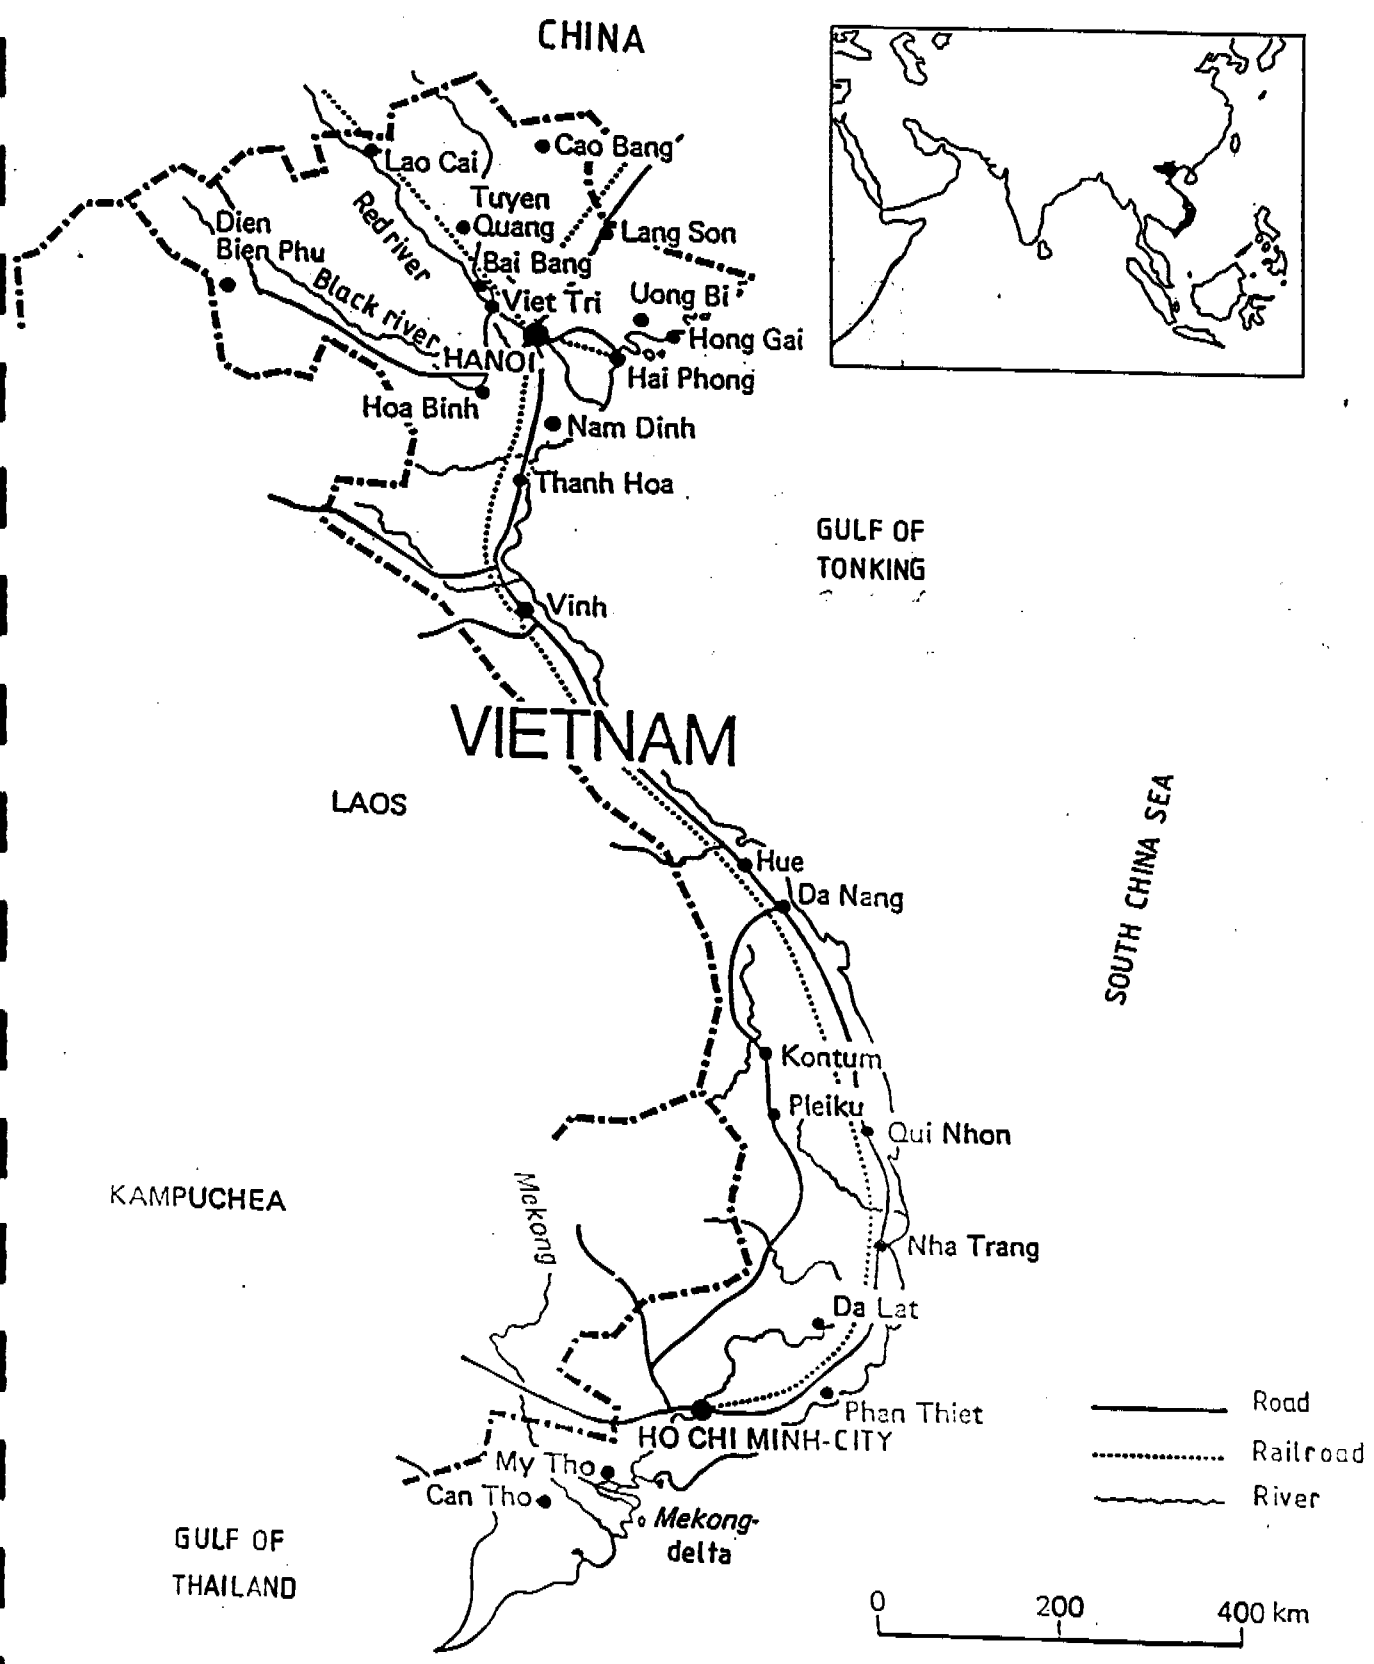 CHINA
Lao Cai
Cao Bang
Tuyen
Quang
Red river
Dien
Bien Phu
Lang Son
Bai Bang
Black river
Viet Tri
Uong Bi
Hong Gai
HANOI
Hai Phong
Hoa Binh
Nam Dinh
Thanh Hoa
GULF OF
TONKING
Vinh
VIETNAM
LAOS
Hue
Da Nang
SOUTH CHINA SEA
Kontum
Pleiku
Qui Nhon
KAMPUCHEA
Mekong
Nha Trang
Da Lat
Phan Thiet
HO CHI MINH-CITY
My Tho
Can Tho
Mekong-
delta
GULF OF
THAILAND
Road
Railroad
River
0 200 400 km